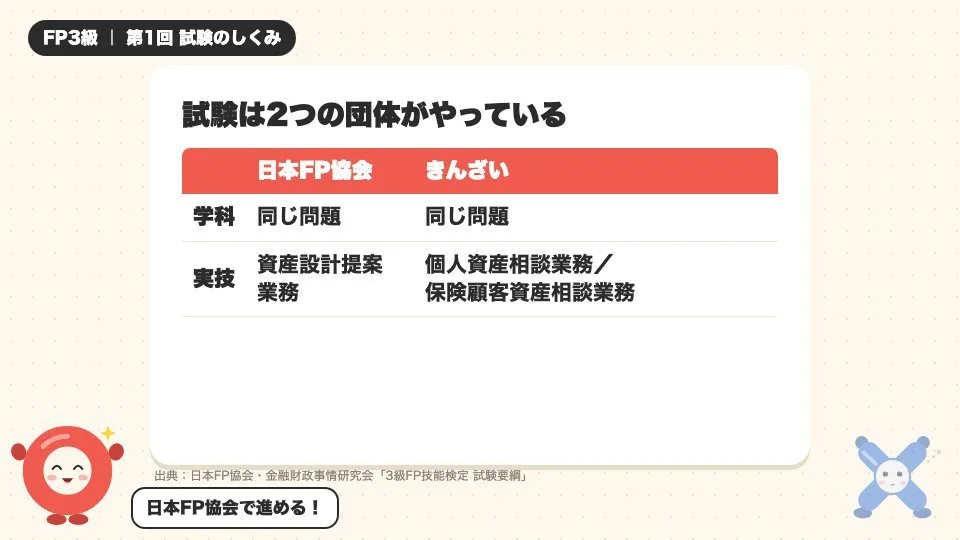 FP3級 | 第1回 試験のしくみ
試験は2つの団体がやっている
日本FP協会 きんざい
学科 同じ問題 同じ問題
実技 資産設計提案業務 個人資産相談業務／保険顧客資産相談業務
出典：日本FP協会・金融財政事情研究会「3級FP技能検定 試験要綱」
日本FP協会で進める！